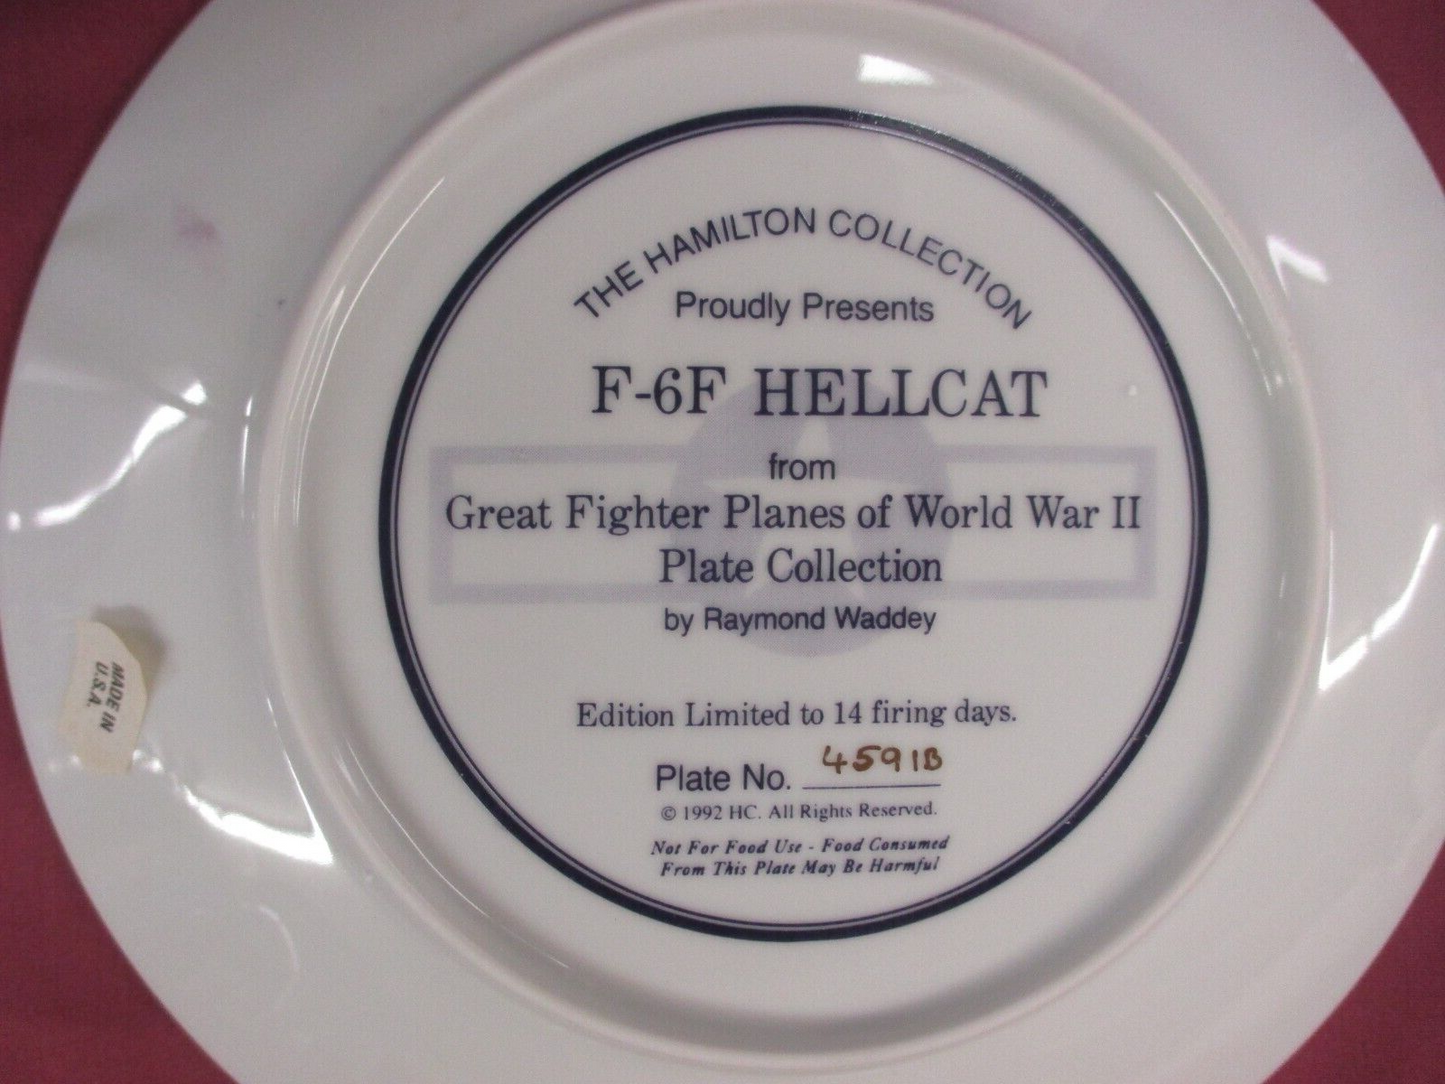 THE HAMILTON COLLECTION
Proudly Presents
F-6F HELLCAT
from
Great Fighter Planes of World War II
Plate Collection
by Raymond Waddey
Edition Limited to 14 firing days.
Plate No. 4591B
© 1992 HC. All Rights Reserved.
Not For Food Use - Food Consumed
From This Plate May Be Harmful
MADE IN
U.S.A.